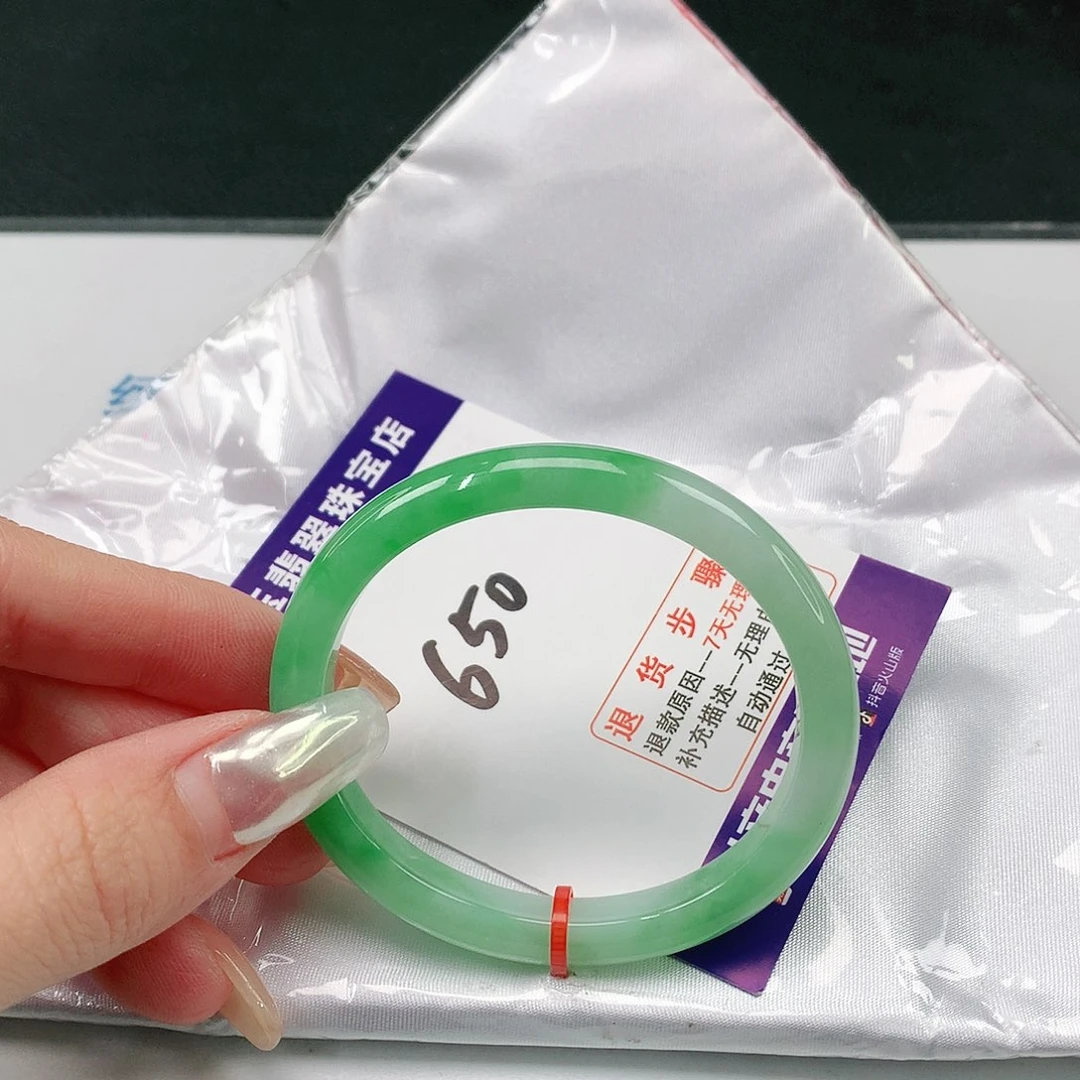 翡翠珠宝店
650
退货步骤
退款原因——7天无理
补充描述——无理由
自动通过
抖音火山版